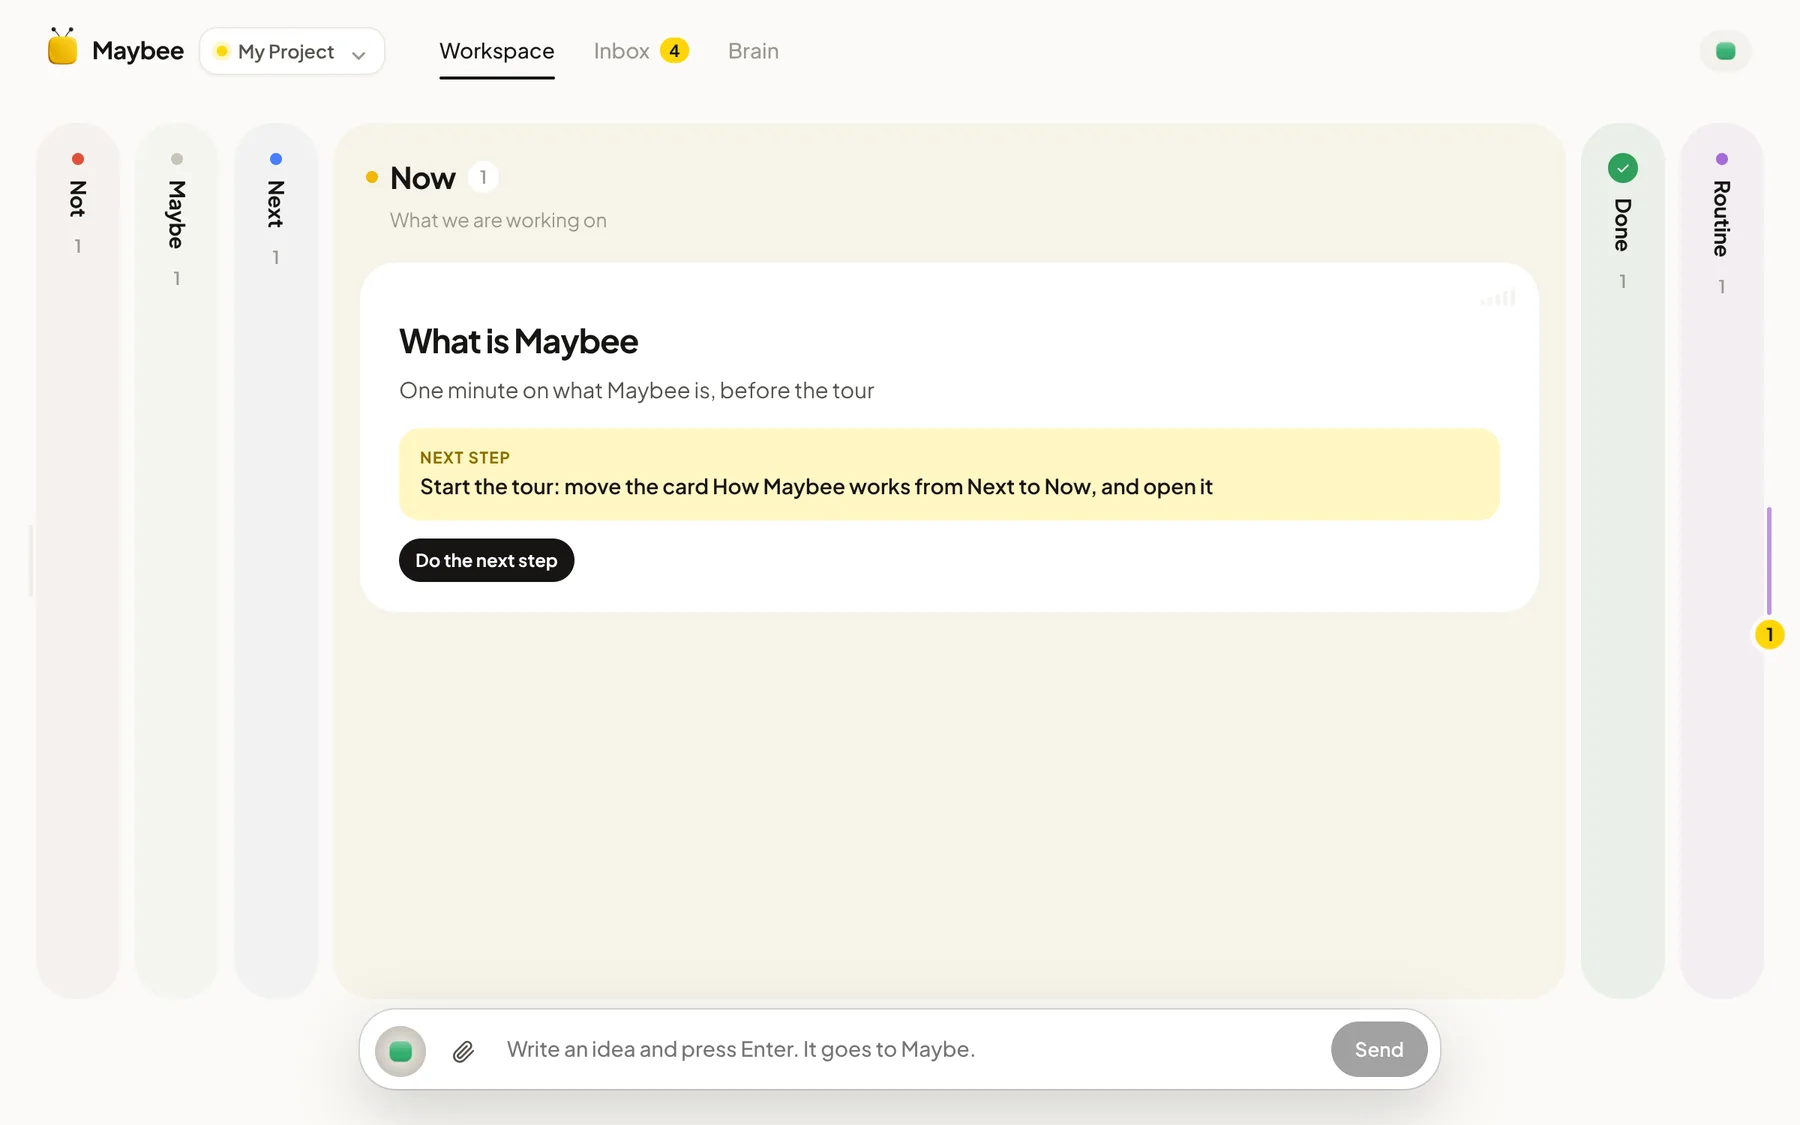 Maybee
My Project
Workspace
Inbox 4
Brain
Not
1
Maybe
1
Next
1
Now 1
What we are working on
What is Maybee
One minute on what Maybee is, before the tour
NEXT STEP
Start the tour: move the card How Maybee works from Next to Now, and open it
Do the next step
Done
1
Routine
1
1
Write an idea and press Enter. It goes to Maybe.
Send